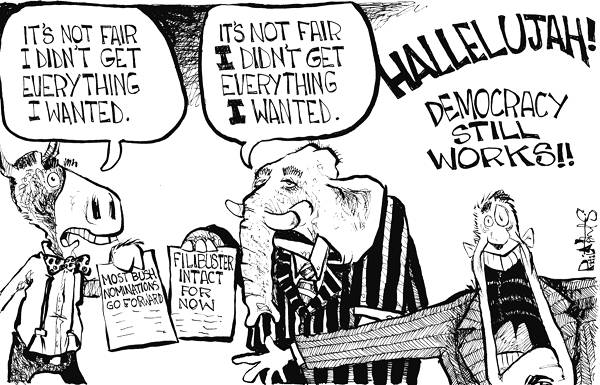 IT'S NOT FAIR
I DIDN'T GET
EVERYTHING
I WANTED.
IT'S NOT FAIR
I DIDN'T GET
EVERYTHING
I WANTED.
HALLELUJAH!
DEMOCRACY
STILL
WORKS!!
MOST BUSH
NOMINATIONS
GO FORWARD
FILIBUSTER
INTACT
FOR
NOW